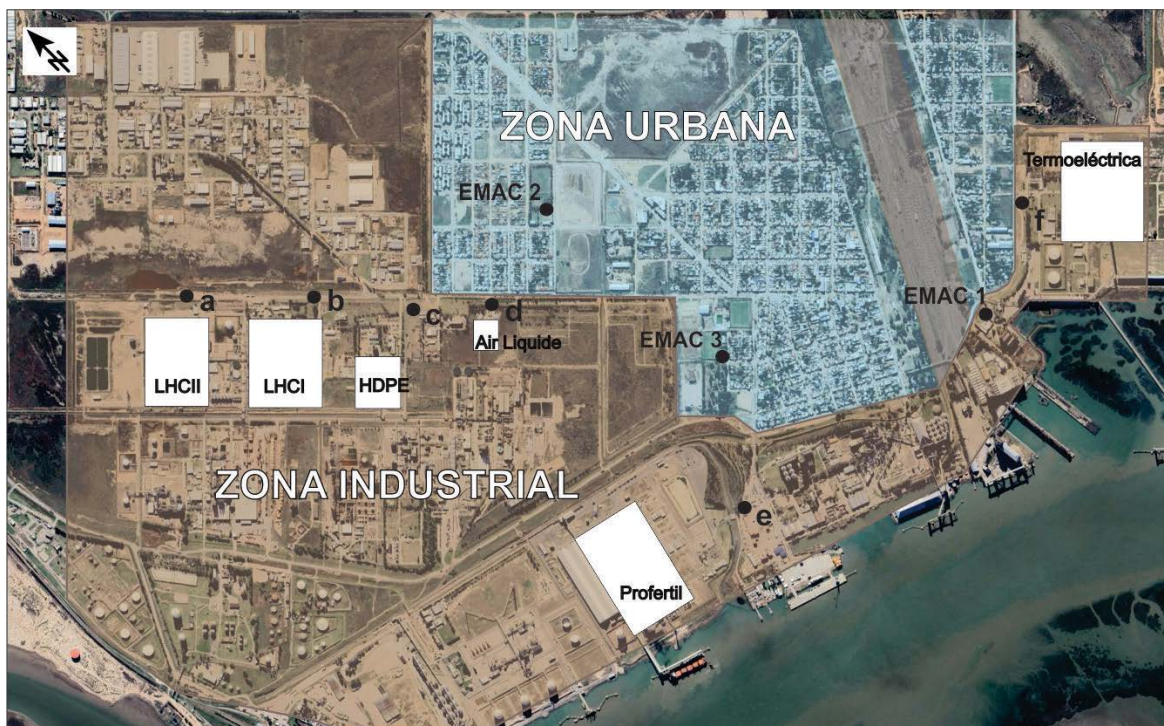 N
ZONA URBANA
Termoeléctrica
EMAC 2
f
a
b
c
d
EMAC 1
Air Liquide
EMAC 3
LHCII
LHCI
HDPE
ZONA INDUSTRIAL
e
Profertil